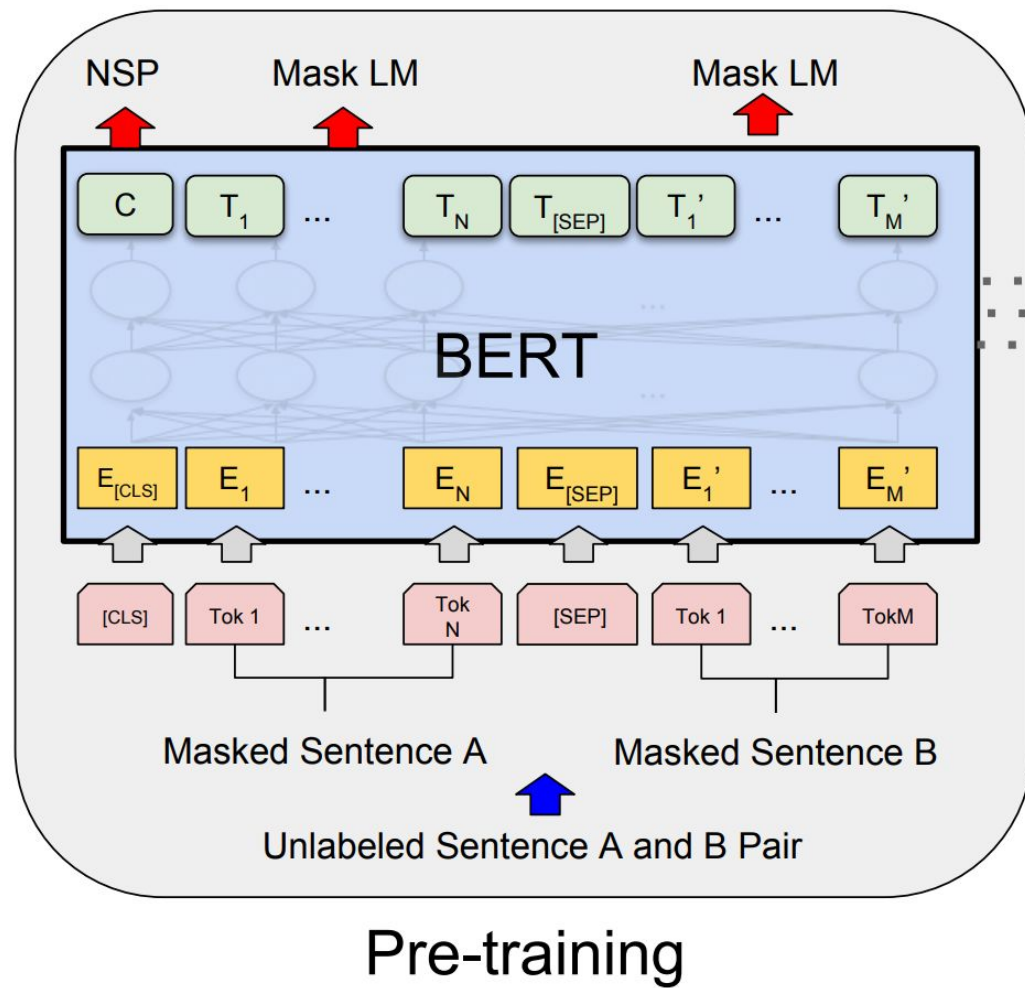 NSP Mask LM Mask LM
C T1 ... TN T[SEP] T1’ ... TM’
...
BERT
...
E[CLS] E1 ... EN E[SEP] E1’ ... EM’
[CLS] Tok 1 ... Tok N [SEP] Tok 1 ... TokM
Masked Sentence A Masked Sentence B
Unlabeled Sentence A and B Pair
Pre-training